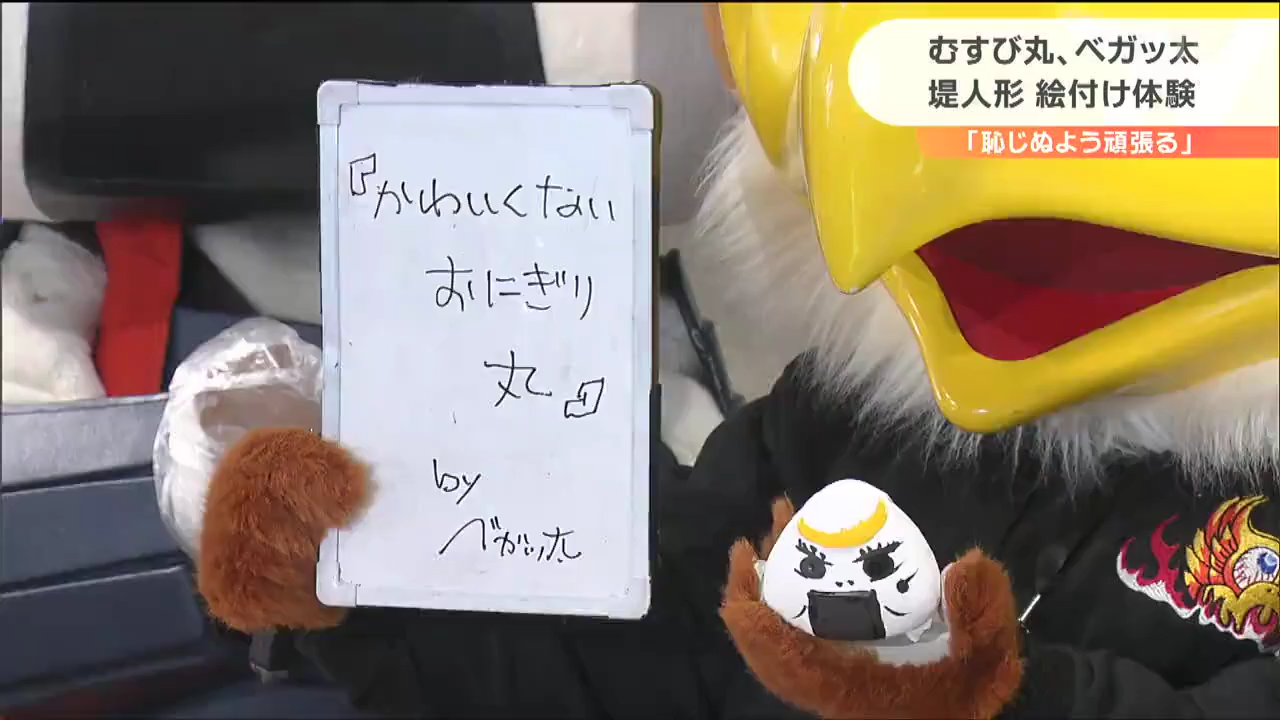 むすび丸、ベガッ太
堤人形 絵付け体験
「恥じぬよう頑張る」
『かわいくない
おにぎり
丸』
by
ベガッ太